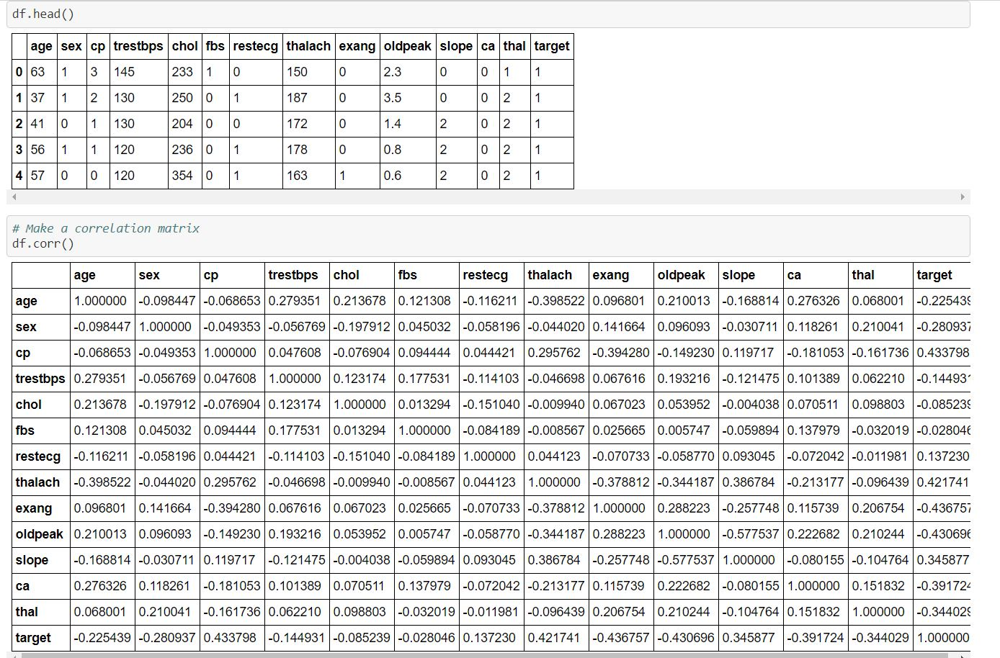 df.head()
age sex cp trestbps chol fbs restecg thalach exang oldpeak slope ca thal target
0 63 1 3 145 233 1 0 150 0 2.3 0 0 1 1
1 37 1 2 130 250 0 1 187 0 3.5 0 0 2 1
2 41 0 1 130 204 0 0 172 0 1.4 2 0 2 1
3 56 1 1 120 236 0 1 178 0 0.8 2 0 2 1
4 57 0 0 120 354 0 1 163 1 0.6 2 0 2 1
# Make a correlation matrix
df.corr()
age sex cp trestbps chol fbs restecg thalach exang oldpeak slope ca thal target
age 1.000000 -0.098447 -0.068653 0.279351 0.213678 0.121308 -0.116211 -0.398522 0.096801 0.210013 -0.168814 0.276326 0.068001 -0.225439
sex -0.098447 1.000000 -0.049353 -0.056769 -0.197912 0.045032 -0.058196 -0.044020 0.141664 0.096093 -0.030711 0.118261 0.210041 -0.280937
cp -0.068653 -0.049353 1.000000 0.047608 -0.076904 0.094444 0.044421 0.295762 -0.394280 -0.149230 0.119717 -0.181053 -0.161736 0.433798
trestbps 0.279351 -0.056769 0.047608 1.000000 0.123174 0.177531 -0.114103 -0.046698 0.067616 0.193216 -0.121475 0.101389 0.062210 -0.144931
chol 0.213678 -0.197912 -0.076904 0.123174 1.000000 0.013294 -0.151040 -0.009940 0.067023 0.053952 -0.004038 0.070511 0.098803 -0.085239
fbs 0.121308 0.045032 0.094444 0.177531 0.013294 1.000000 -0.084189 -0.008567 0.025665 0.005747 -0.059894 0.137979 -0.032019 -0.028046
restecg -0.116211 -0.058196 0.044421 -0.114103 -0.151040 -0.084189 1.000000 0.044123 -0.070733 -0.058770 0.093045 -0.072042 -0.011981 0.137230
thalach -0.398522 -0.044020 0.295762 -0.046698 -0.009940 -0.008567 0.044123 1.000000 -0.378812 -0.344187 0.386784 -0.213177 -0.096439 0.421741
exang 0.096801 0.141664 -0.394280 0.067616 0.067023 0.025665 -0.070733 -0.378812 1.000000 0.288223 -0.257748 0.115739 0.206754 -0.436757
oldpeak 0.210013 0.096093 -0.149230 0.193216 0.053952 0.005747 -0.058770 -0.344187 0.288223 1.000000 -0.577537 0.222682 0.210244 -0.430696
slope -0.168814 -0.030711 0.119717 -0.121475 -0.004038 -0.059894 0.093045 0.386784 -0.257748 -0.577537 1.000000 -0.080155 -0.104764 0.345877
ca 0.276326 0.118261 -0.181053 0.101389 0.070511 0.137979 -0.072042 -0.213177 0.115739 0.222682 -0.080155 1.000000 0.151832 -0.391724
thal 0.068001 0.210041 -0.161736 0.062210 0.098803 -0.032019 -0.011981 -0.096439 0.206754 0.210244 -0.104764 0.151832 1.000000 -0.344029
target -0.225439 -0.280937 0.433798 -0.144931 -0.085239 -0.028046 0.137230 0.421741 -0.436757 -0.430696 0.345877 -0.391724 -0.344029 1.000000